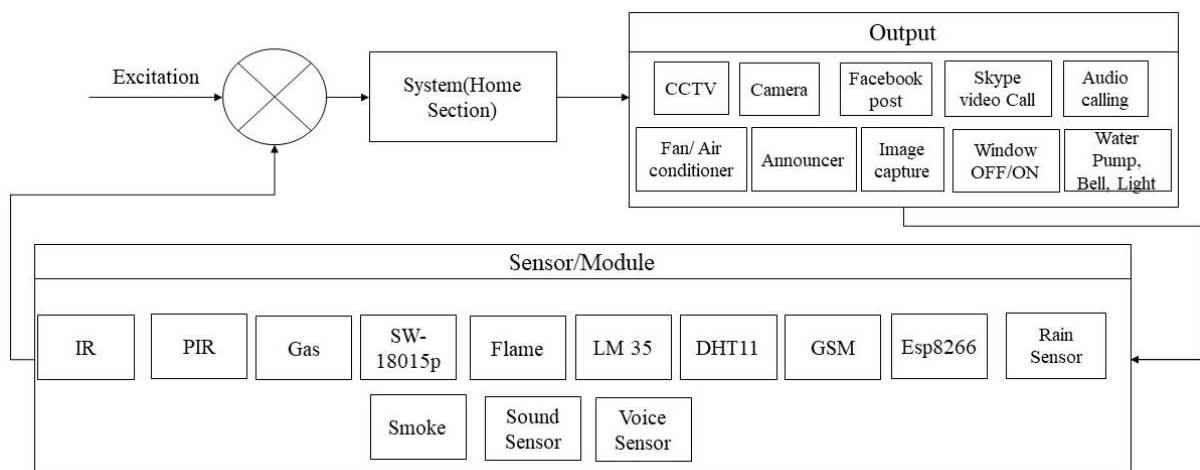 Output
Excitation
System(Home
Section)
CCTV
Camera
Facebook
post
Skype
video Call
Audio
calling
Fan/ Air
conditioner
Announcer
Image
capture
Window
OFF/ON
Water
Pump,
Bell, Light
Sensor/Module
IR
PIR
Gas
SW-
18015p
Flame
LM 35
DHT11
GSM
Esp8266
Rain
Sensor
Smoke
Sound
Sensor
Voice
Sensor